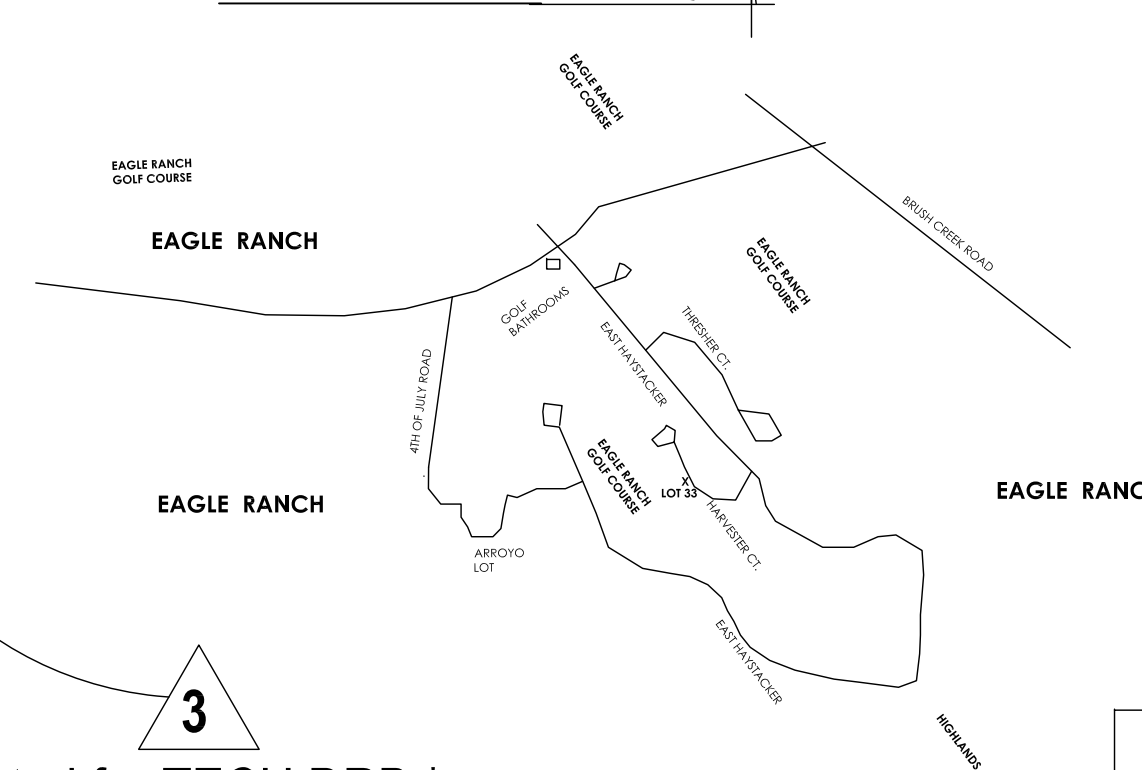 EAGLE RANCH
GOLF COURSE
EAGLE RANCH
GOLF COURSE
EAGLE RANCH
BRUSH CREEK ROAD
EAGLE RANCH
GOLF COURSE
GOLF
BATHROOMS
THRESHER CT.
EAST HAYSTACKER
4TH OF JULY ROAD
EAGLE RANCH
GOLF COURSE
X
LOT 33
EAGLE RANCH
EAGLE RANC
HARVESTER CT.
ARROYO
LOT
EAST HAYSTACKER
3
HIGHLANDS